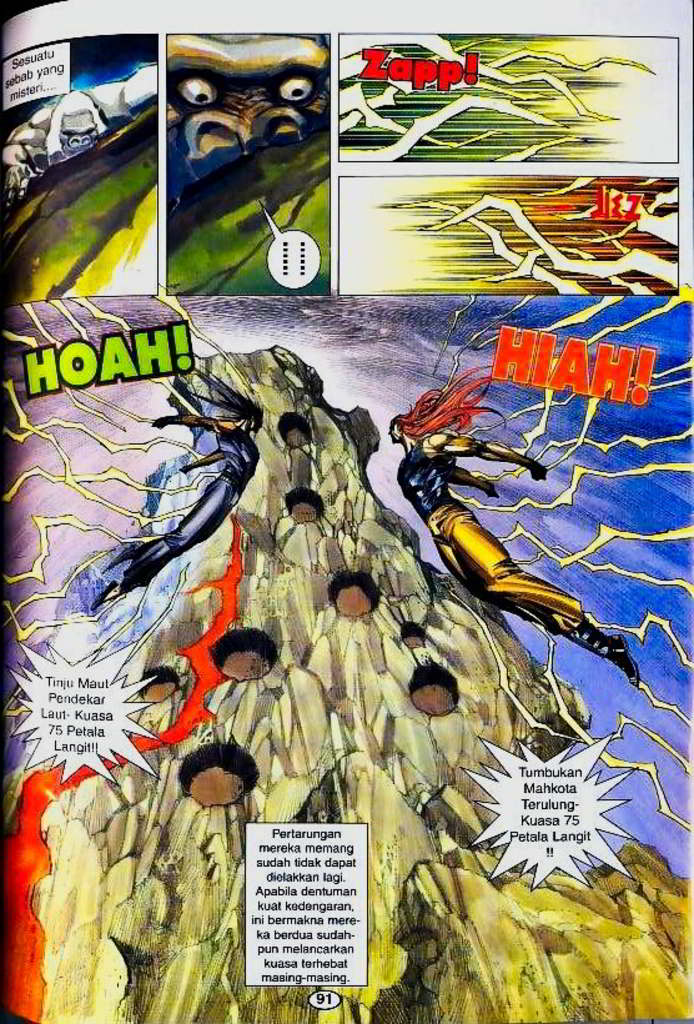 Sesuatu
sebab yang
misteri....
Zapp!
!!!
HOAH!
HIAH!
Tinju Maut
Pendekar
Laut- Kuasa
75 Petala
Langit!!
Tumbukan
Mahkota
Terulung-
Kuasa 75
Petala Langit
!!
Pertarungan
mereka memang
sudah tidak dapat
dielakkan lagi.
Apabila dentuman
kuat kedengaran,
ini bermakna mere-
ka berdua sudah-
pun melancarkan
kuasa terhebat
masing-masing.
91